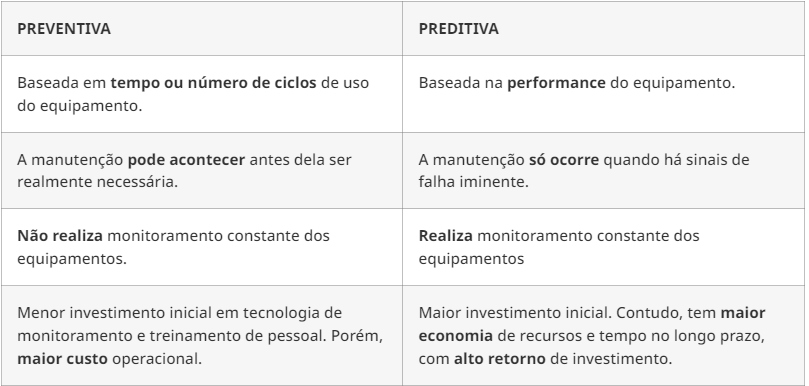 PREVENTIVA
PREDITIVA
Baseada em tempo ou número de ciclos de uso
do equipamento.
Baseada na performance do equipamento.
A manutenção pode acontecer antes dela ser
realmente necessária.
A manutenção só ocorre quando há sinais de
falha iminente.
Não realiza monitoramento constante dos
equipamentos.
Realiza monitoramento constante dos
equipamentos
Menor investimento inicial em tecnologia de
monitoramento e treinamento de pessoal. Porém,
maior custo operacional.
Maior investimento inicial. Contudo, tem maior
economia de recursos e tempo no longo prazo,
com alto retorno de investimento.